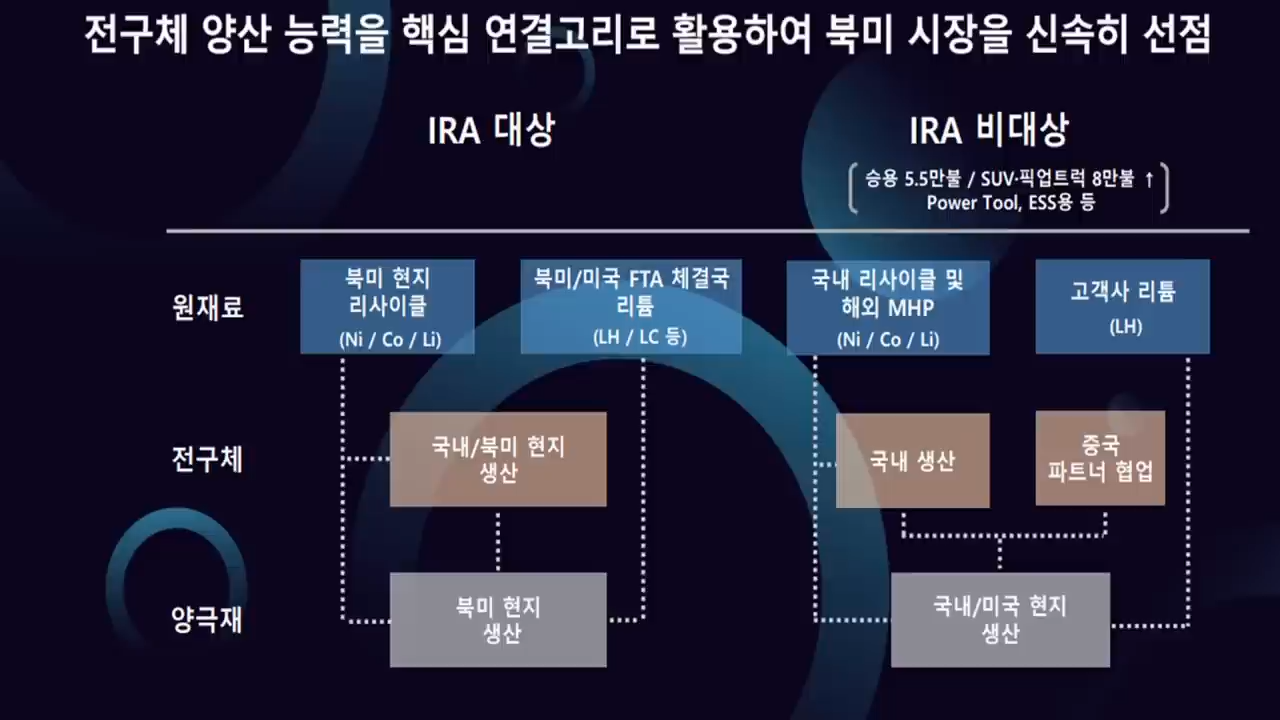 전구체 양산 능력을 핵심 연결고리로 활용하여 북미 시장을 신속히 선점
IRA 대상
IRA 비대상
승용 5.5만불 / SUV·픽업트럭 8만불 ↑
Power Tool, ESS용 등
원재료
북미 현지
리사이클
(Ni / Co / Li)
북미/미국 FTA 체결국
리튬
(LH / LC 등)
국내 리사이클 및
해외 MHP
(Ni / Co / Li)
고객사 리튬
(LH)
전구체
국내/북미 현지
생산
국내 생산
중국
파트너 협업
양극재
북미 현지
생산
국내/미국 현지
생산